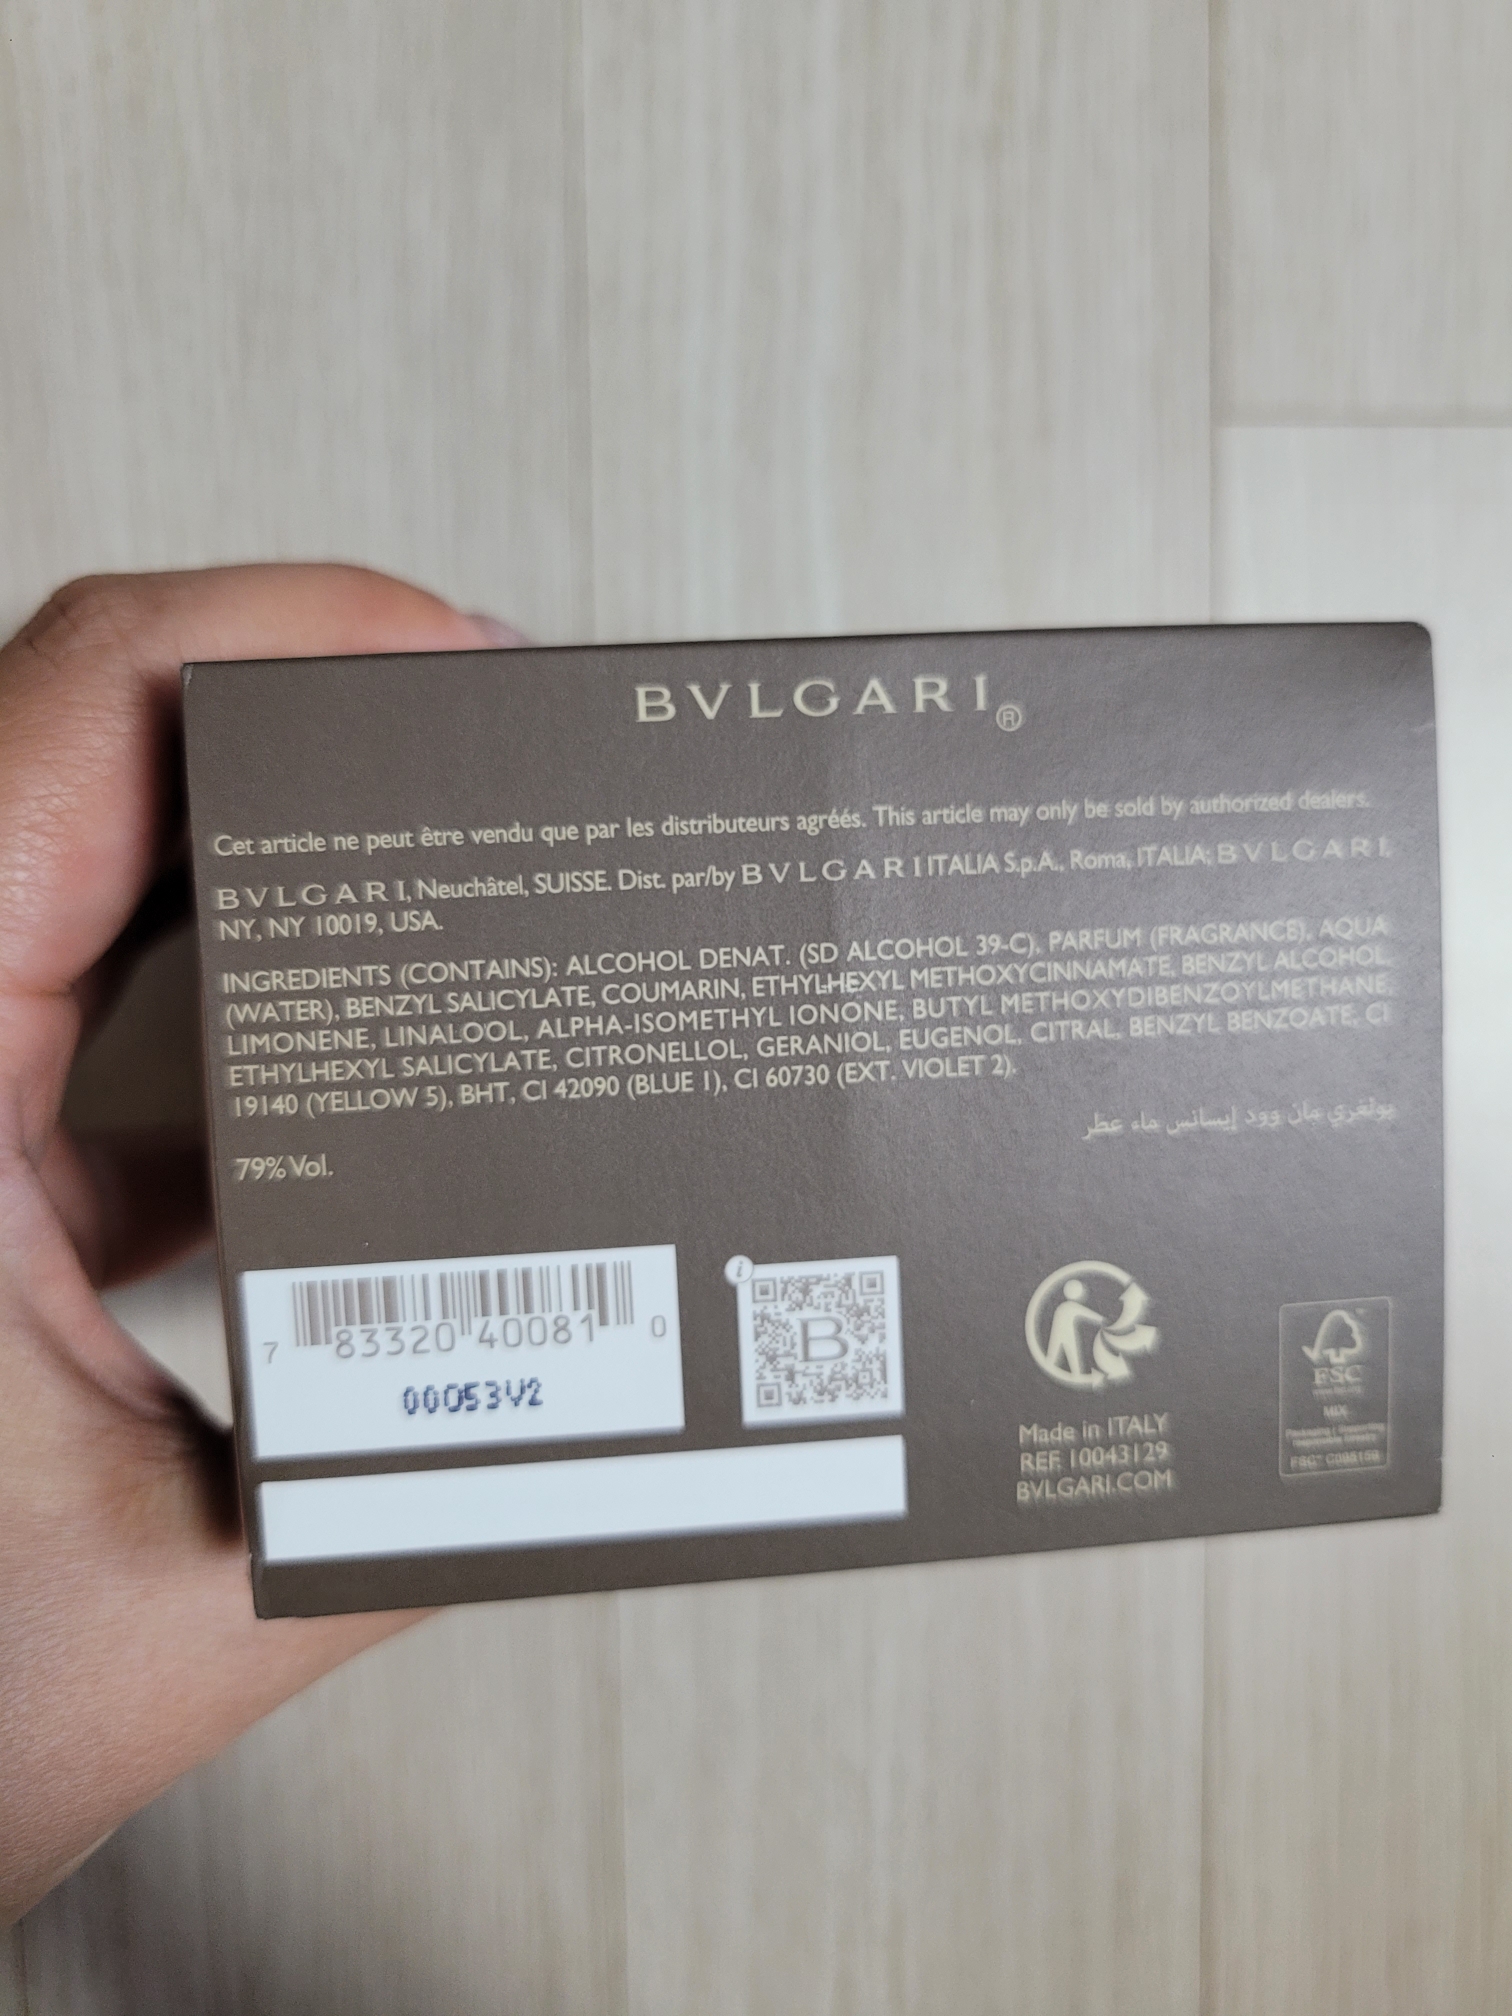 BVLGARI®
Cet article ne peut être vendu que par les distributeurs agréés. This article may only be sold by authorized dealers.
BVLGARI, Neuchâtel, SUISSE. Dist. par/by BVLGARI ITALIA S.p.A., Roma, ITALIA; BVLGARI,
NY, NY 10019, USA.
INGREDIENTS (CONTAINS): ALCOHOL DENAT. (SD ALCOHOL 39-C), PARFUM (FRAGRANCE), AQUA
(WATER), BENZYL SALICYLATE, COUMARIN, ETHYLHEXYL METHOXYCINNAMATE, BENZYL ALCOHOL,
LIMONENE, LINALOOL, ALPHA-ISOMETHYL IONONE, BUTYL METHOXYDIBENZOYLMETHANE,
ETHYLHEXYL SALICYLATE, CITRONELLOL, GERANIOL, EUGENOL, CITRAL, BENZYL BENZOATE, CI
19140 (YELLOW 5), BHT, CI 42090 (BLUE 1), CI 60730 (EXT. VIOLET 2).
بولغري مان وود إيسانس ماء عطر
79% Vol.
7 83320 40081 0
00053V2
i
B
Made in ITALY
REF. 10043129
BVLGARI.COM
FSC
MIX